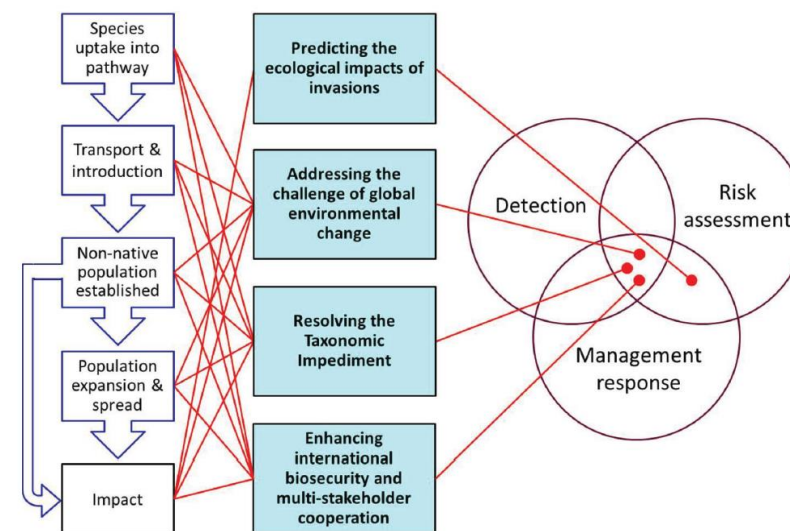 Species
uptake into
pathway
Transport &
introduction
Non-native
population
established
Population
expansion &
spread
Impact
Predicting the
ecological impacts of
invasions
Addressing the
challenge of global
environmental
change
Resolving the
Taxonomic
Impediment
Enhancing
international
biosecurity and
multi-stakeholder
cooperation
Detection
Risk
assessment
Management
response